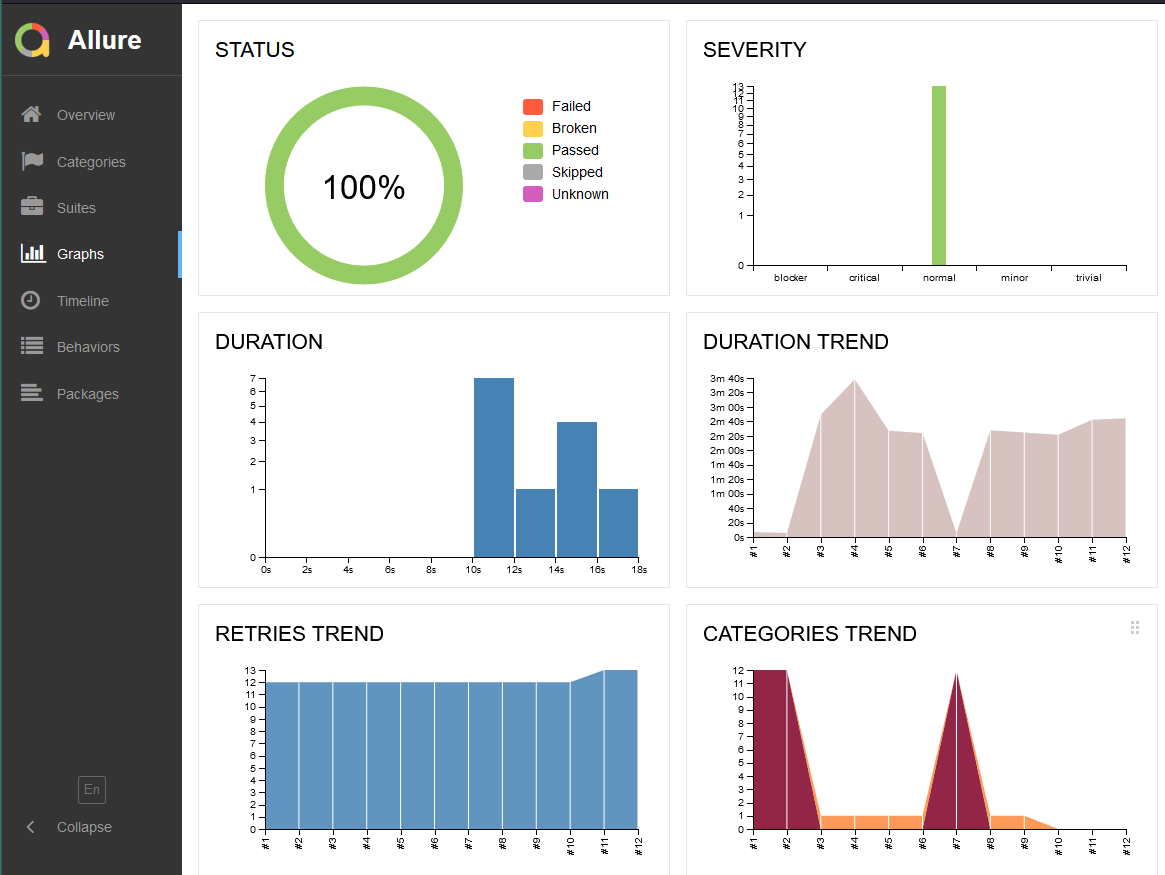 Allure
Overview
Categories
Suites
Graphs
Timeline
Behaviors
Packages
En
Collapse
STATUS
100%
Failed
Broken
Passed
Skipped
Unknown
SEVERITY
13
12
11
10
9
8
7
6
5
4
3
2
1
0
blocker critical normal minor trivial
DURATION
7
6
5
4
3
2
1
0
0s 2s 4s 6s 8s 10s 12s 14s 16s 18s
DURATION TREND
3m 40s
3m 20s
3m 00s
2m 40s
2m 20s
2m 00s
1m 40s
1m 20s
1m 00s
40s
20s
0s
#1 #2 #3 #4 #5 #6 #7 #8 #9 #10 #11 #12
RETRIES TREND
13
12
11
10
9
8
7
6
5
4
3
2
1
0
#1 #2 #3 #4 #5 #6 #7 #8 #9 #10 #11 #12
CATEGORIES TREND
12
11
10
9
8
7
6
5
4
3
2
1
0
#1 #2 #3 #4 #5 #6 #7 #8 #9 #10 #11 #12